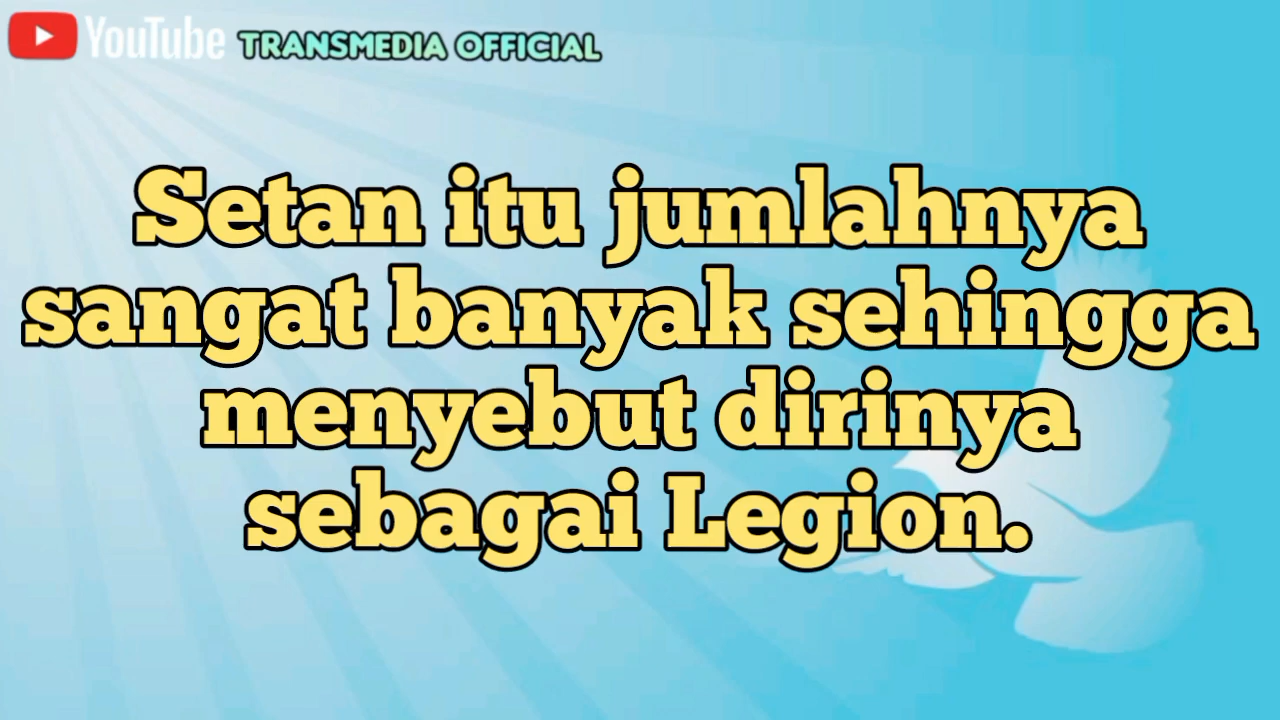 YouTube TRANSMEDIA OFFICIAL
Setan itu jumlahnya
sangat banyak sehingga
menyebut dirinya
sebagai Legion.